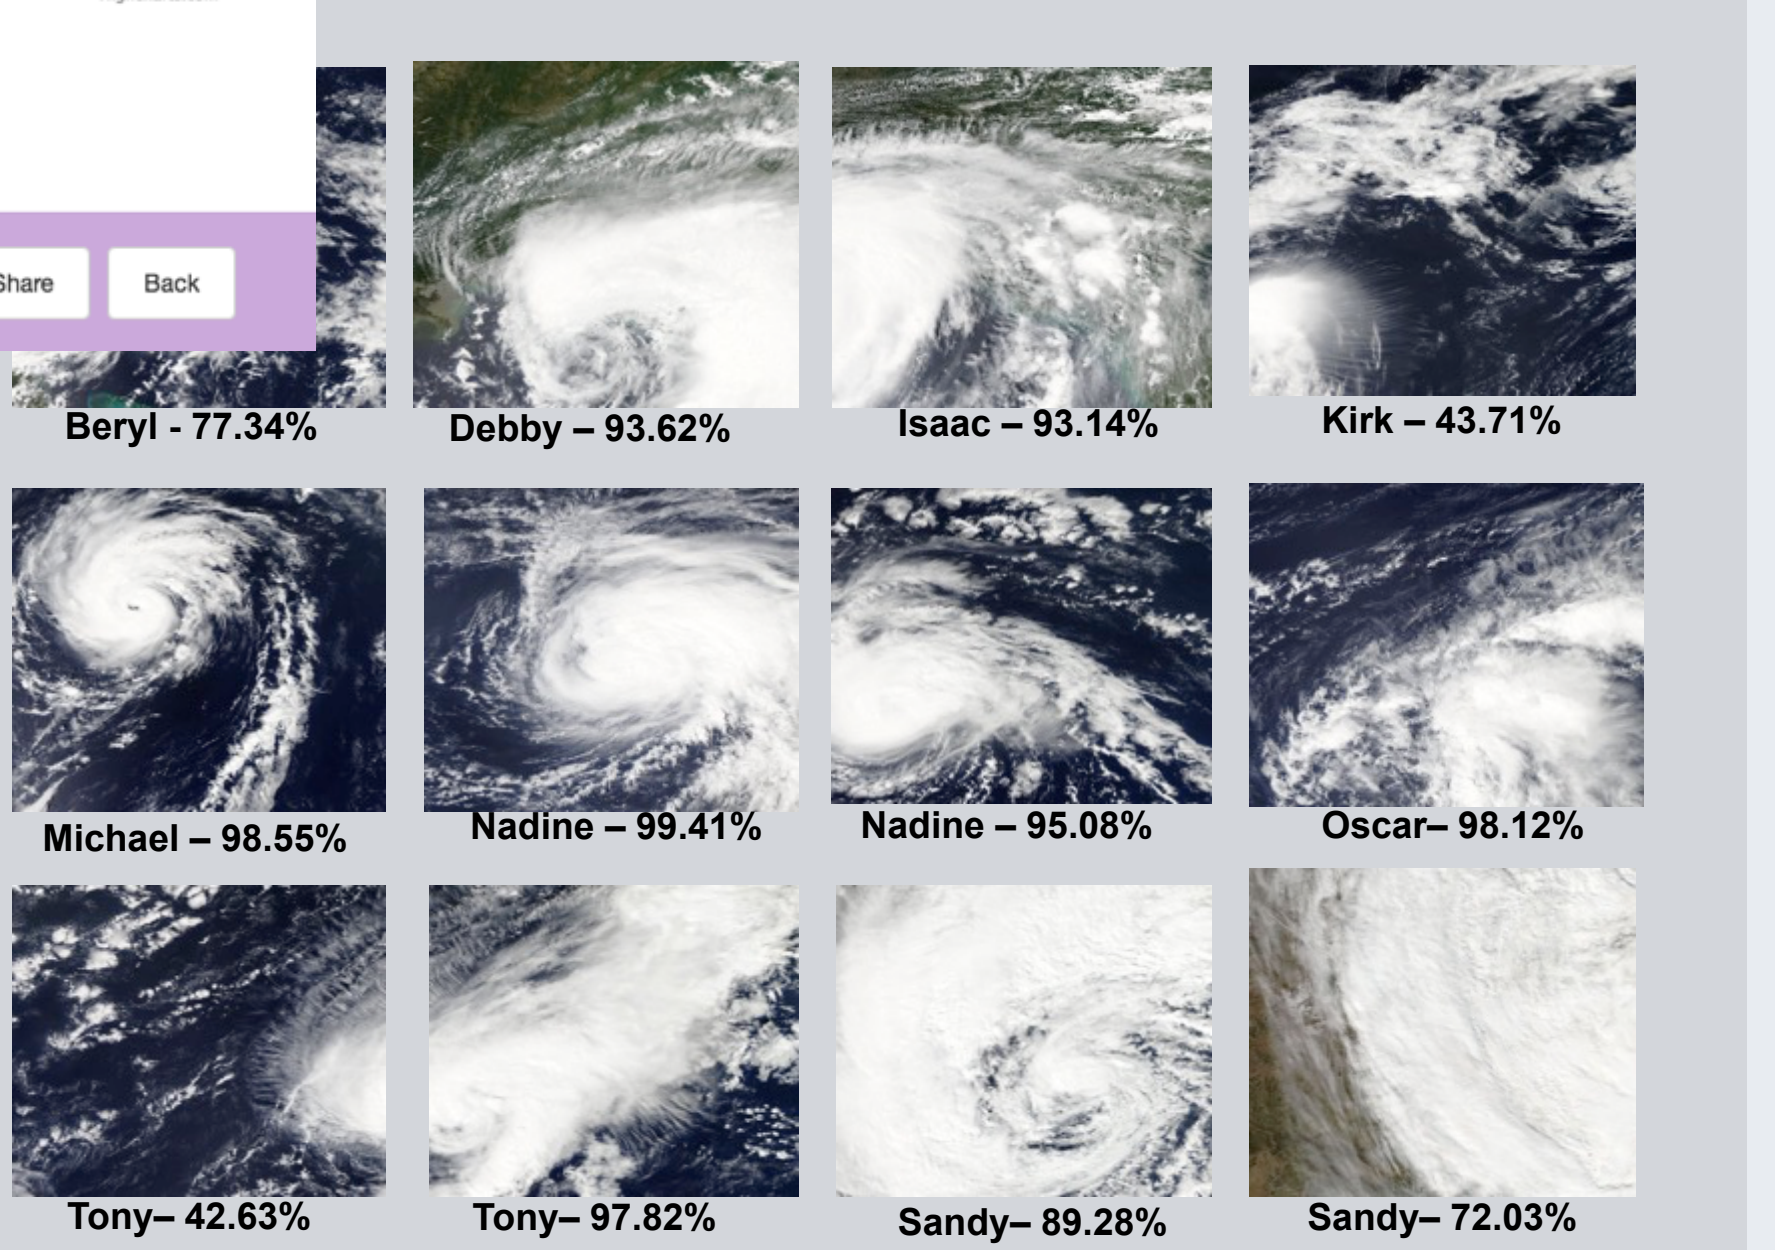 Share
Back
Beryl - 77.34%
Debby – 93.62%
Isaac – 93.14%
Kirk – 43.71%
Michael – 98.55%
Nadine – 99.41%
Nadine – 95.08%
Oscar– 98.12%
Tony– 42.63%
Tony– 97.82%
Sandy– 89.28%
Sandy– 72.03%